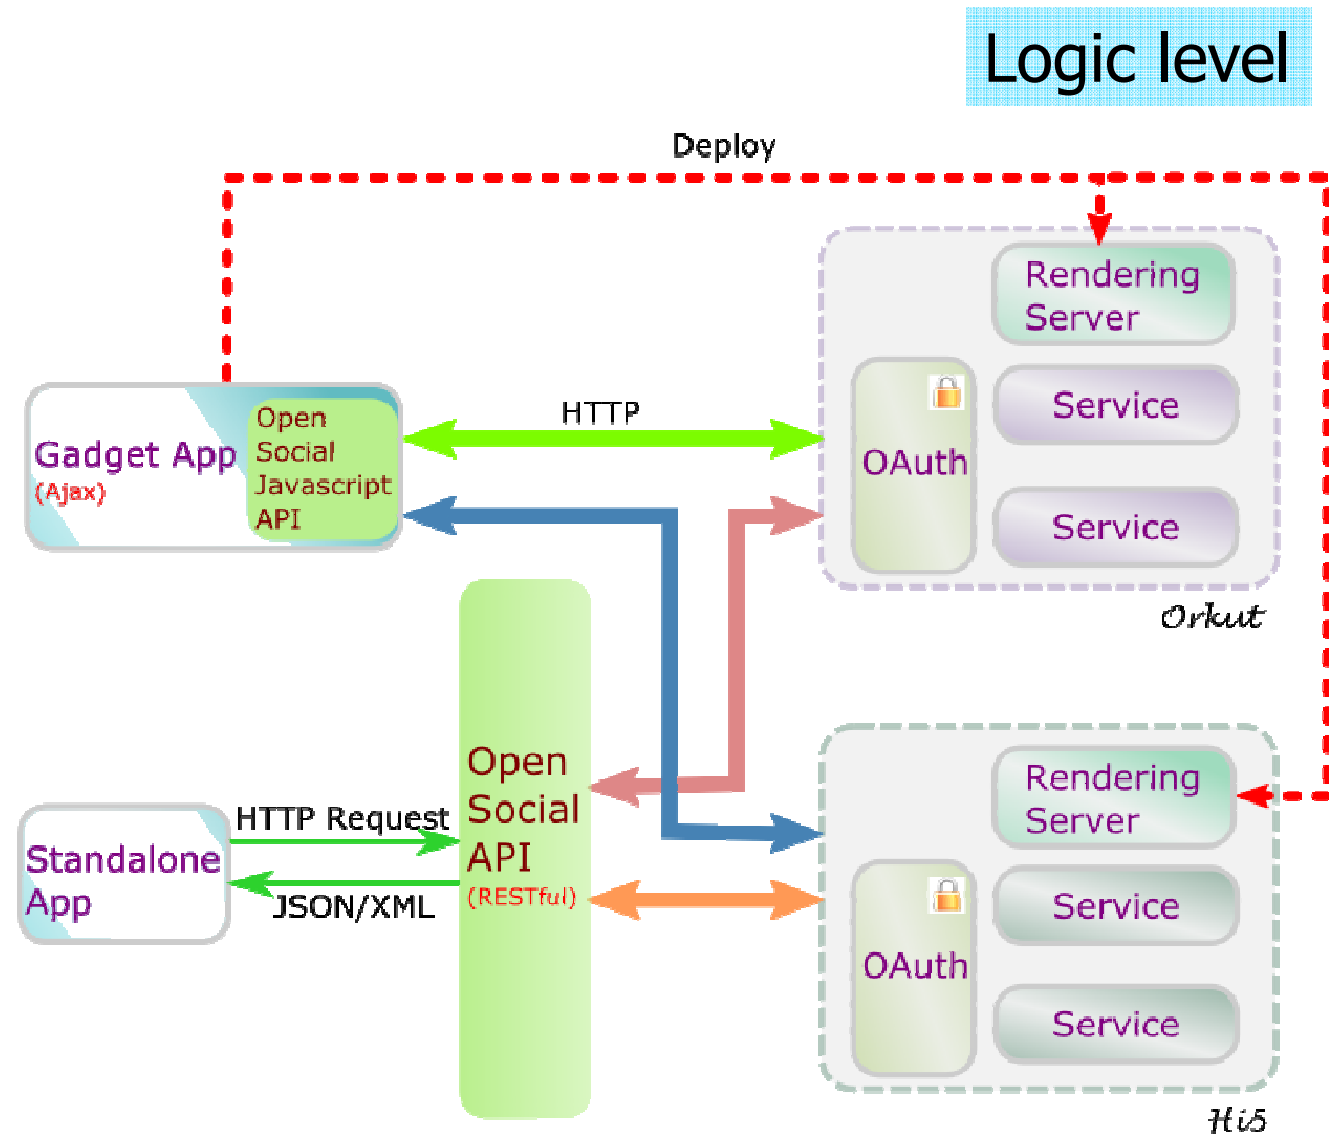 Logic level
Deploy
Rendering
Server
Open
Social
Javascript
API
Gadget App
(Ajax)
HTTP
OAuth
Service
Service
Orkut
Open
Social
API
(RESTful)
HTTP Request
JSON/XML
Standalone
App
Rendering
Server
OAuth
Service
Service
Hi5